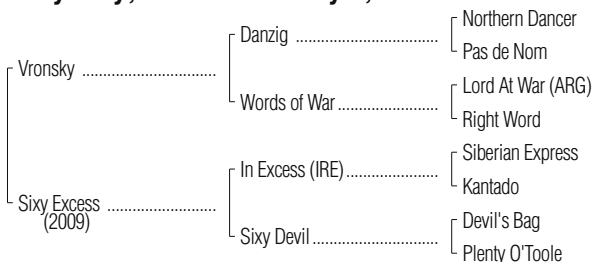 Northern Dancer
Danzig ....................................
Pas de Nom
Vronsky ..................................
Lord At War (ARG)
Words of War .........................
Right Word
Siberian Express
In Excess (IRE) .......................
Kantado
Sixy Excess ...........................
(2009)
Devil's Bag
Sixy Devil ................................
Plenty O'Toole